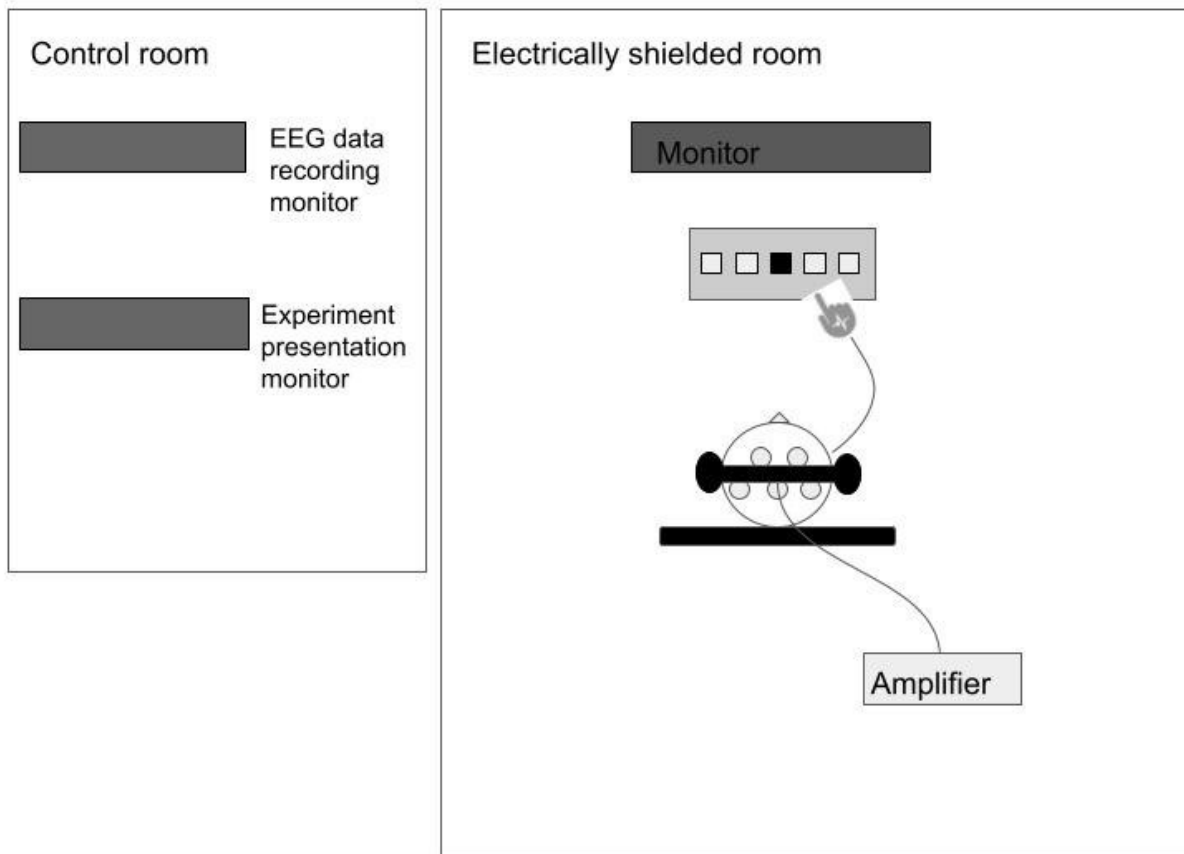 Control room
EEG data
recording
monitor
Experiment
presentation
monitor
Electrically shielded room
Monitor
Amplifier